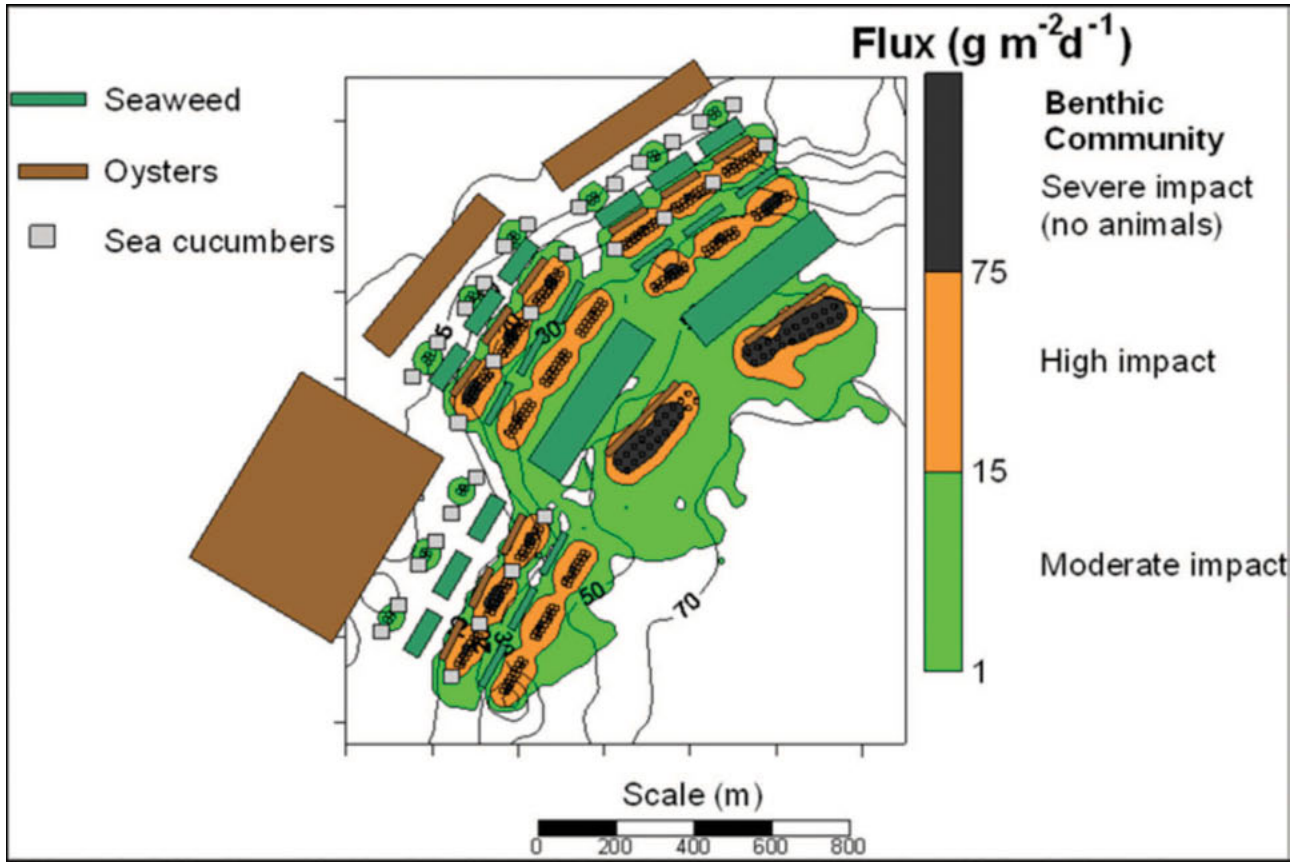 Flux (g m-2d-1)
Seaweed
Oysters
Sea cucumbers
Benthic
Community
Severe impact
(no animals)
75
High impact
15
Moderate impact
1
5
30
50
70
Scale (m)
0 200 400 600 800